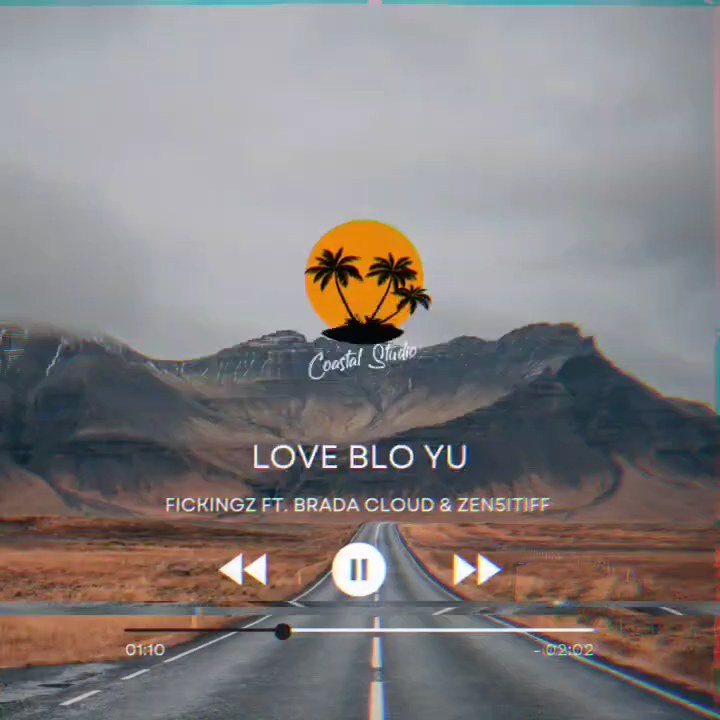 Coastal Studio
LOVE BLO YU
FICKINGZ FT. BRADA CLOUD & ZEN5ITIFF
01:10
-02:02